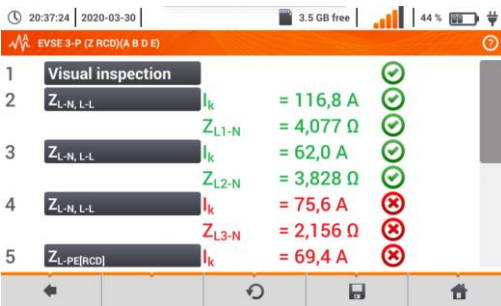 20:37:24 2020-03-30 3.5 GB free 44 %
EVSE 3-P (Z RCD)(A B D E)
1 Visual inspection
2 ZL-N, L-L Ik = 116,8 A
ZL1-N = 4,077 Ω
3 ZL-N, L-L Ik = 62,0 A
ZL2-N = 3,828 Ω
4 ZL-N, L-L Ik = 75,6 A
ZL3-N = 2,156 Ω
5 ZL-PE[RCD] Ik = 69,4 A